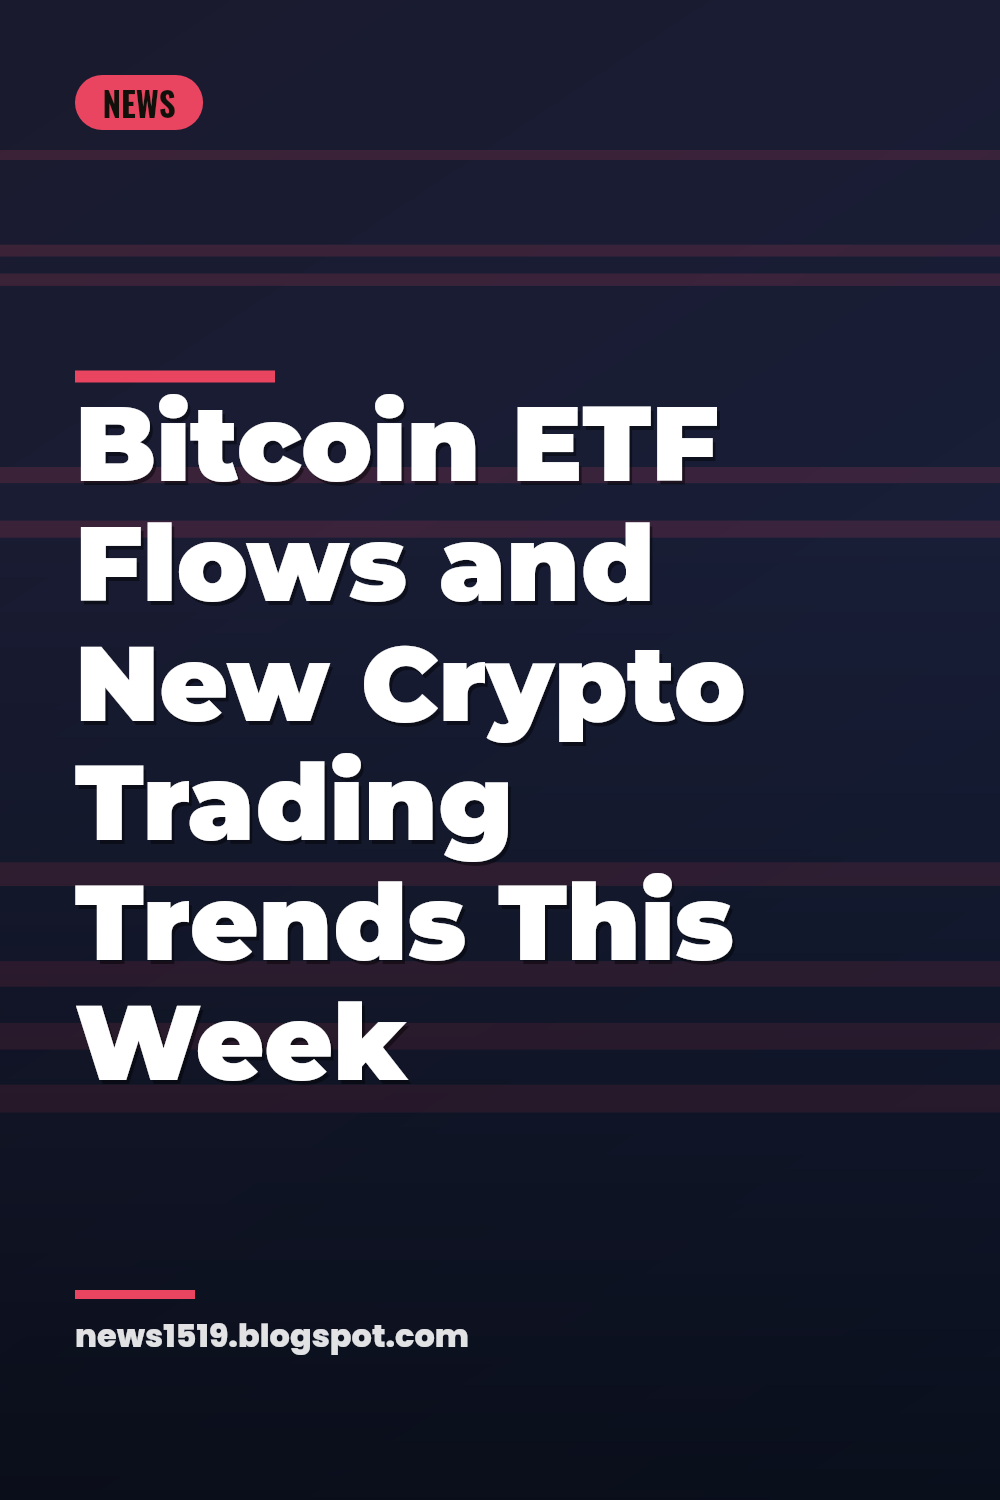 NEWS
Bitcoin ETF
Flows and
New Crypto
Trading
Trends This
Week
news1519.blogspot.com